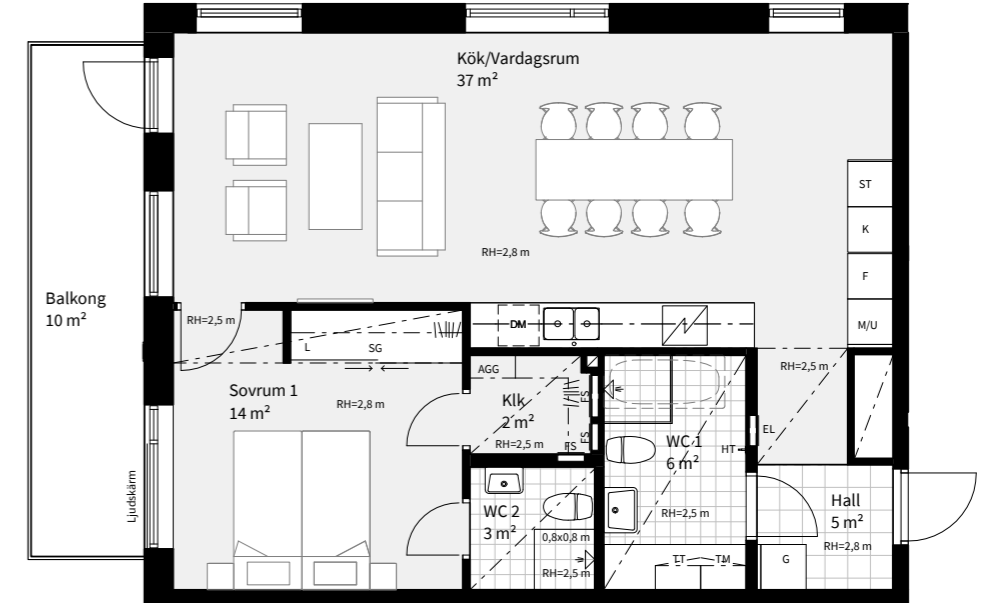 Kök/Vardagsrum
37 m²
ST
K
RH=2,8 m
F
Balkong
10 m²
RH=2,5 m
DM
M/U
L
SG
RH=2,5 m
AGG
Sovrum 1
14 m²
RH=2,8 m
Klk
2 m²
FS
FS
FS
RH=2,5 m
EL
WC 1
6 m²
HT
Ljudskärm
WC 2
3 m²
RH=2,5 m
Hall
5 m²
0,8x0,8 m
RH=2,8 m
RH=2,5 m
TT
TM
G